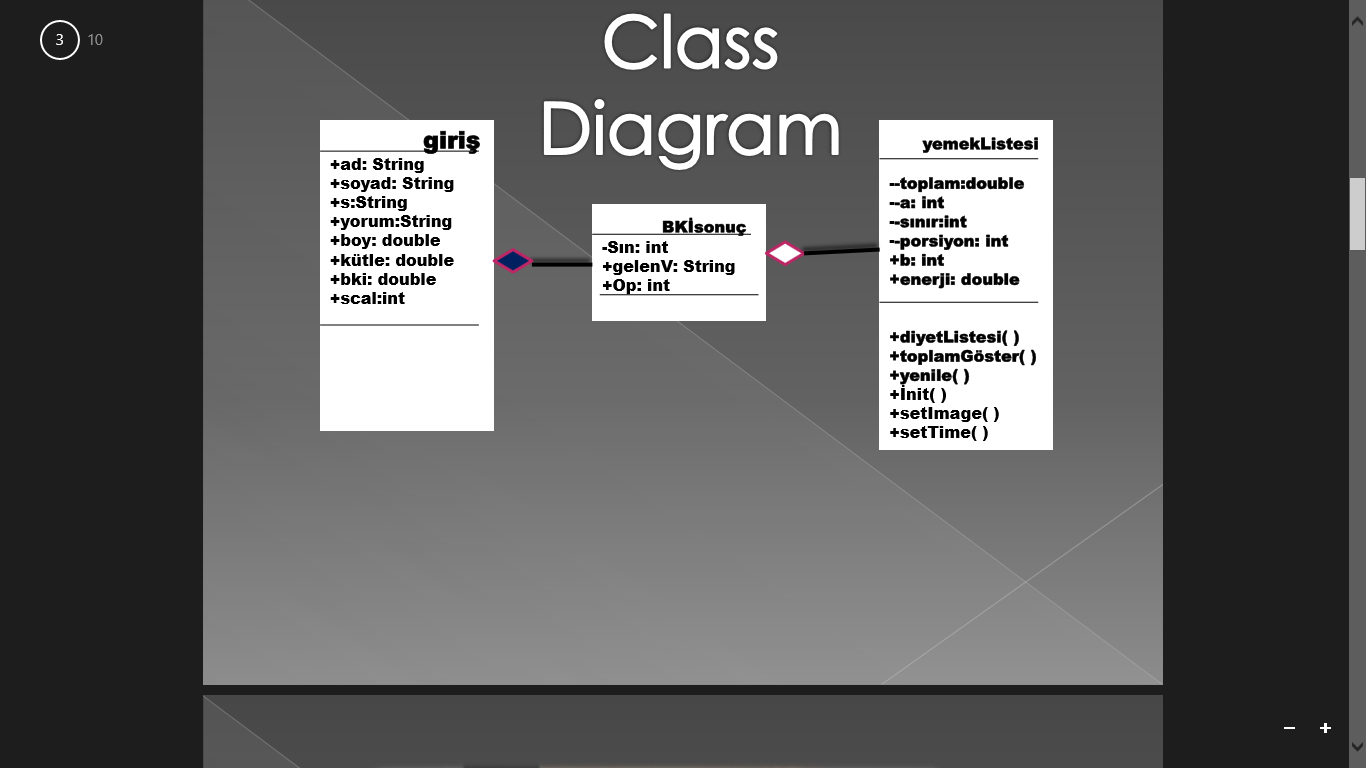 3 10
Class
Diagram
giriş
+ad: String
+soyad: String
+s:String
+yorum:String
+boy: double
+kütle: double
+bki: double
+scal:int
BKİsonuç
-Sın: int
+gelenV: String
+Op: int
yemekListesi
--toplam:double
--a: int
--sınır:int
--porsiyon: int
+b: int
+enerji: double
+diyetListesi( )
+toplamGöster( )
+yenile( )
+İnit( )
+setImage( )
+setTime( )